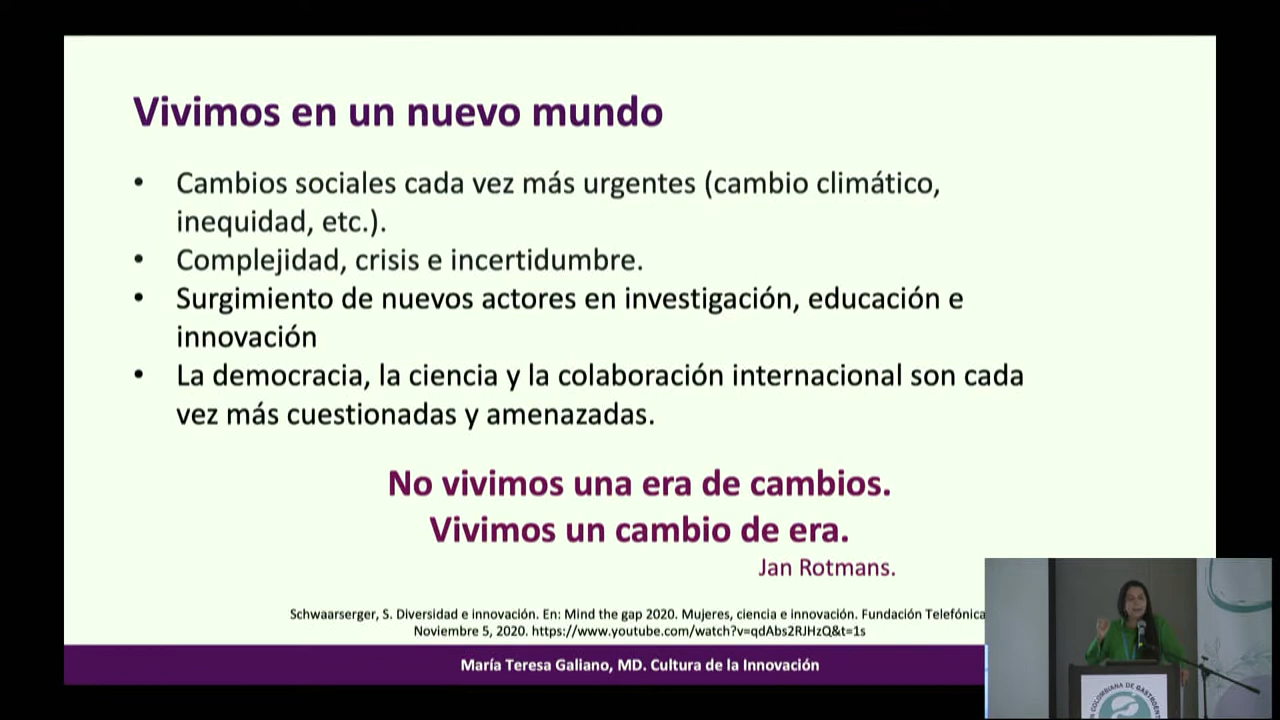 Vivimos en un nuevo mundo
• Cambios sociales cada vez más urgentes (cambio climático,
inequidad, etc.).
• Complejidad, crisis e incertidumbre.
• Surgimiento de nuevos actores en investigación, educación e
innovación
• La democracia, la ciencia y la colaboración internacional son cada
vez más cuestionadas y amenazadas.
No vivimos una era de cambios.
Vivimos un cambio de era.
Jan Rotmans.
Schwaarserger, S. Diversidad e innovación. En: Mind the gap 2020. Mujeres, ciencia e innovación. Fundación Telefónica
Noviembre 5, 2020. https://www.youtube.com/watch?v=qdAbs2RJHzQ&t=1s
María Teresa Galiano, MD. Cultura de la Innovación
COLOMBIANA DE